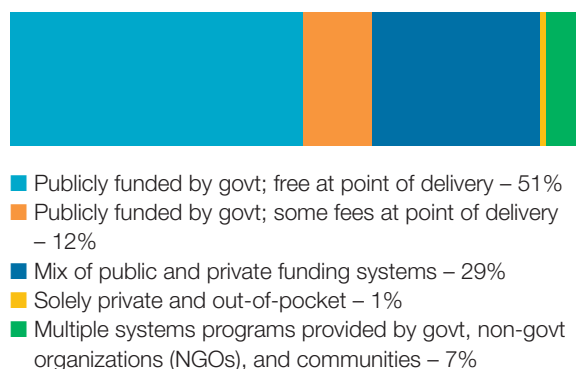 Publicly funded by govt; free at point of delivery – 51%
Publicly funded by govt; some fees at point of delivery
– 12%
Mix of public and private funding systems – 29%
Solely private and out-of-pocket – 1%
Multiple systems programs provided by govt, non-govt
organizations (NGOs), and communities – 7%